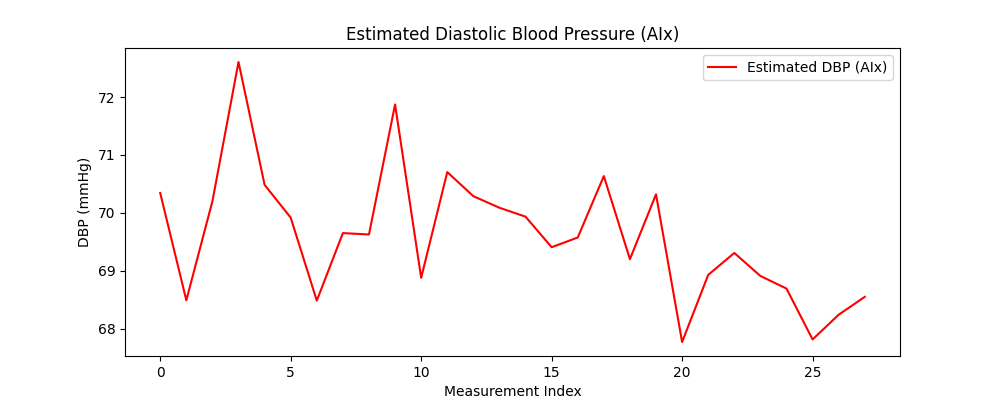 Estimated Diastolic Blood Pressure (AIx)
Estimated DBP (AIx)
DBP (mmHg)
72
71
70
69
68
0 5 10 15 20 25
Measurement Index